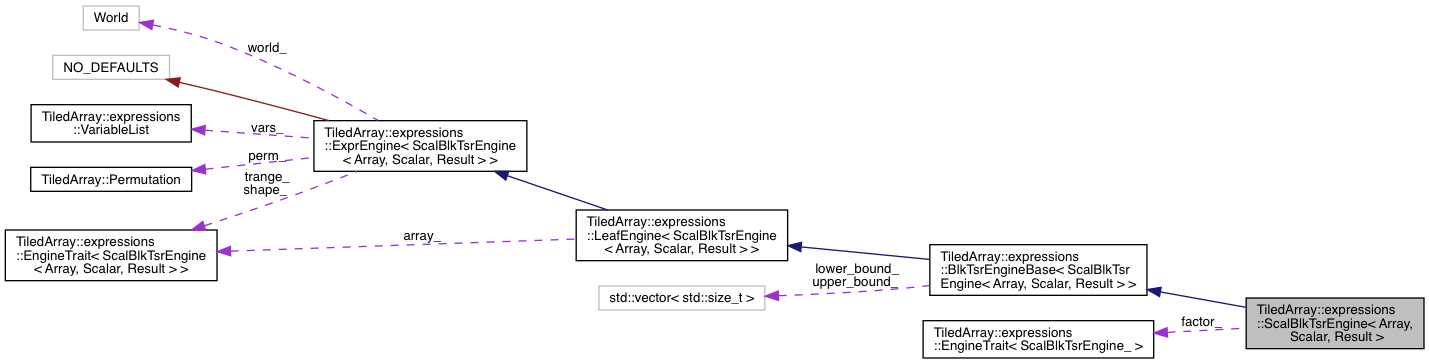 World
world_
NO_DEFAULTS
TiledArray::expressions
::VariableList
vars_
TiledArray::expressions
::ExprEngine< ScalBlkTsrEngine
< Array, Scalar, Result > >
perm_
TiledArray::Permutation
trange_
shape_
TiledArray::expressions
::EngineTrait< ScalBlkTsrEngine
< Array, Scalar, Result > >
array_
TiledArray::expressions
::LeafEngine< ScalBlkTsrEngine
< Array, Scalar, Result > >
lower_bound_
upper_bound_
std::vector< std::size_t >
TiledArray::expressions
::BlkTsrEngineBase< ScalBlkTsr
Engine< Array, Scalar, Result > >
factor_
TiledArray::expressions
::EngineTrait< ScalBlkTsrEngine_ >
TiledArray::expressions
::ScalBlkTsrEngine< Array,
Scalar, Result >